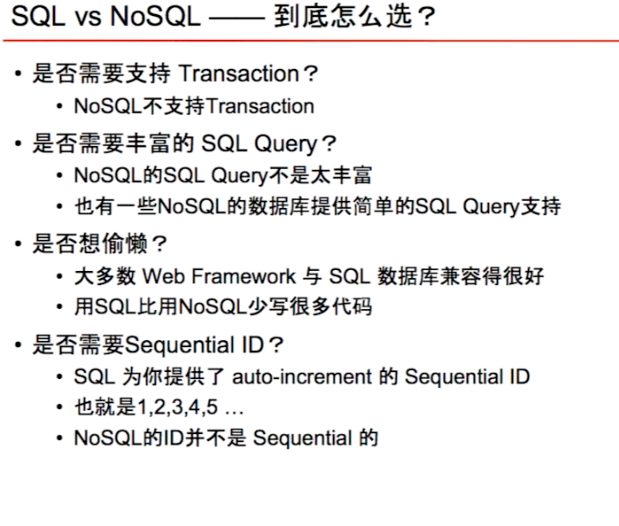 SQL vs NoSQL —— 到底怎么选？
• 是否需要支持 Transaction？
• NoSQL不支持Transaction
• 是否需要丰富的 SQL Query？
• NoSQL的SQL Query不是太丰富
• 也有一些NoSQL的数据库提供简单的SQL Query支持
• 是否想偷懒？
• 大多数 Web Framework 与 SQL 数据库兼容得很好
• 用SQL比用NoSQL少写很多代码
• 是否需要Sequential ID？
• SQL 为你提供了 auto-increment 的 Sequential ID
• 也就是1,2,3,4,5 …
• NoSQL的ID并不是 Sequential 的